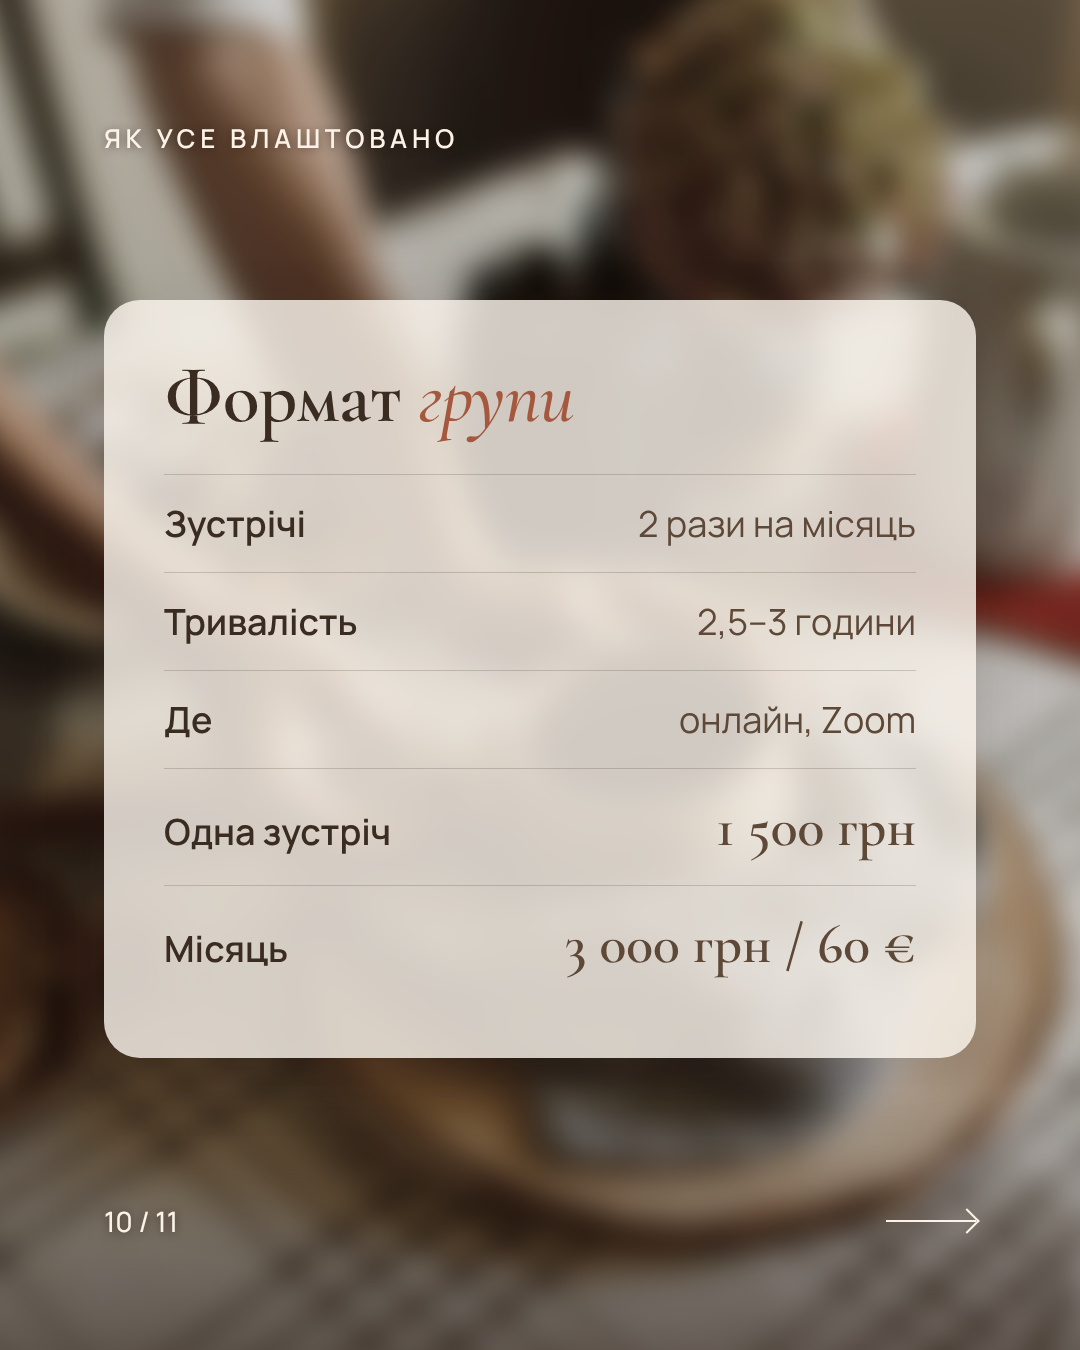 ЯК УСЕ ВЛАШТОВАНО
Формат групи
Зустрічі 2 рази на місяць
Тривалість 2,5–3 години
Де онлайн, Zoom
Одна зустріч 1 500 грн
Місяць 3 000 грн / 60 €
10 / 11